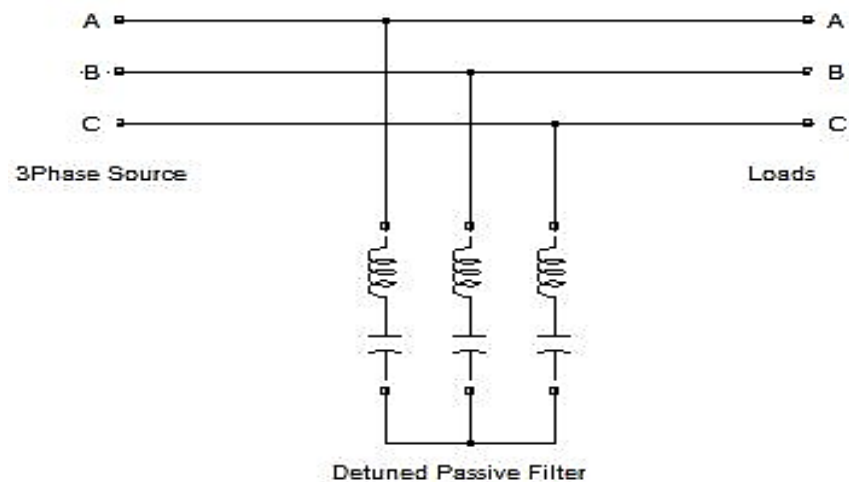 A A
B B
C C
3Phase Source Loads
Detuned Passive Filter